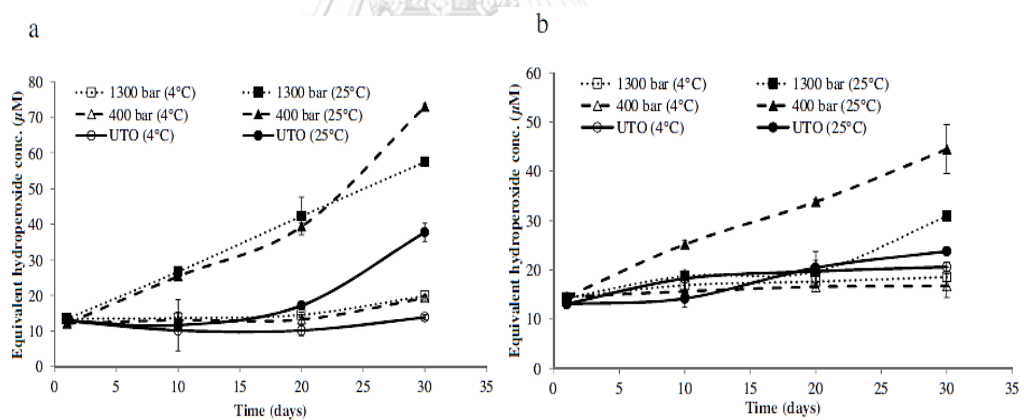 a
Equivalent hydroperoxide conc. (µM)
80
70
60
50
40
30
20
10
0
1300 bar (4°C) 1300 bar (25°C)
400 bar (4°C) 400 bar (25°C)
UTO (4°C) UTO (25°C)
0 5 10 15 20 25 30 35
Time (days)
b
Equivalent hydroperoxide conc. (µM)
60
50
40
30
20
10
0
1300 bar (4°C) 1300 bar (25°C)
400 bar (4°C) 400 bar (25°C)
UTO (4°C) UTO (25°C)
0 5 10 15 20 25 30 35
Time (days)